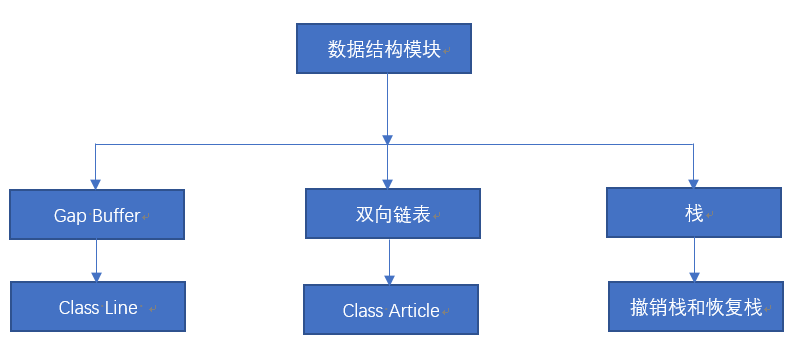 数据结构模块
Gap Buffer
双向链表
栈
Class Line
Class Article
撤销栈和恢复栈